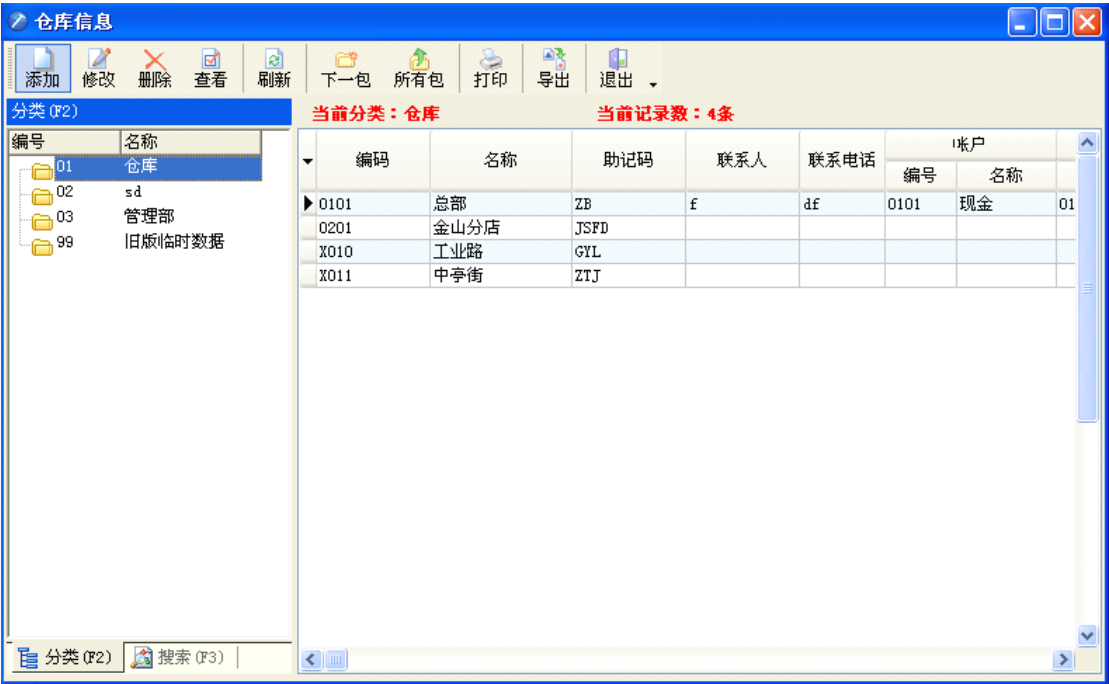 仓库信息
添加 修改 删除 查看 刷新 下一包 所有包 打印 导出 退出
分类(F2)
当前分类：仓库 当前记录数：4条
编号 名称
01 仓库
02 sd
03 管理部
99 旧版临时数据
编码 名称 助记码 联系人 联系电话 帐户
编号 名称
0101 总部 ZB f df 0101 现金 01
0201 金山分店 JSFD
X010 工业路 GYL
X011 中亭街 ZTJ
分类(F2) 搜索(F3)